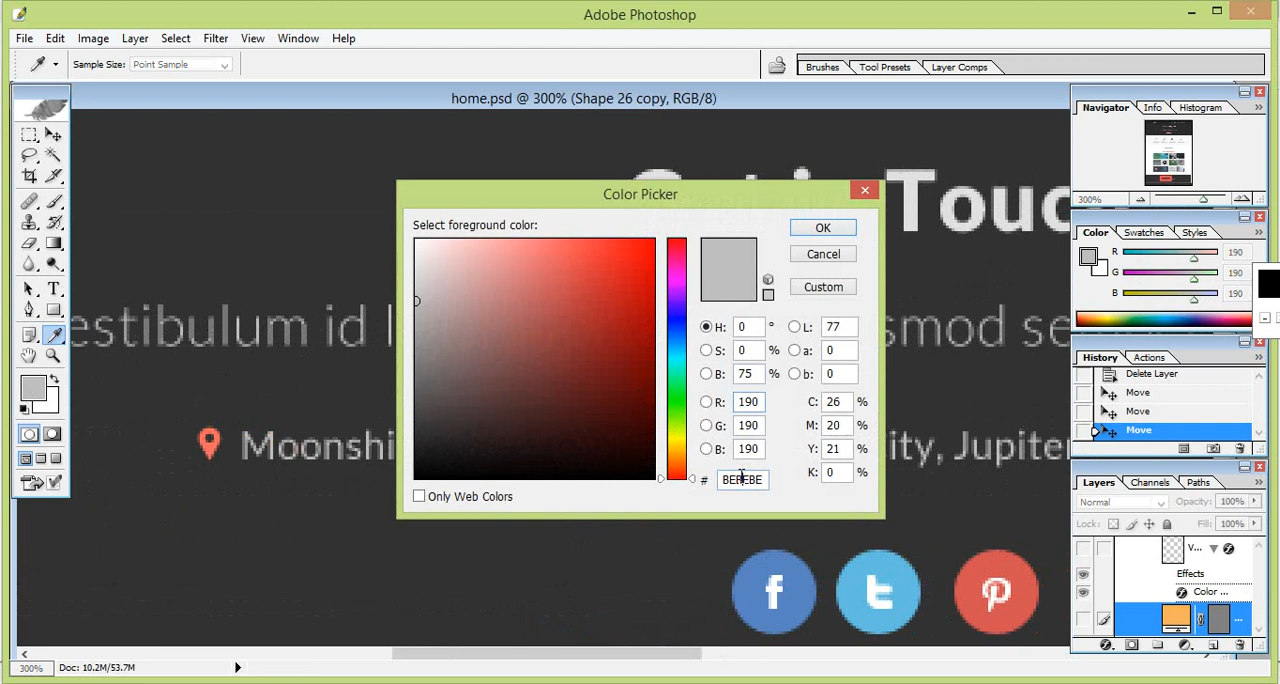 Adobe Photoshop
File Edit Image Layer Select Filter View Window Help
Sample Size: Point Sample
Brushes Tool Presets Layer Comps
home.psd @ 300% (Shape 26 copy, RGB/8)
Navigator Info Histogram
300%
Color Swatches Styles
R 190
G 190
B 190
History Actions
Delete Layer
Move
Move
Move
Layers Channels Paths
Normal Opacity: 100%
Lock: Fill: 100%
V...
Effects
Color ...
...
Touc
estibulum id
smod se
Moonshi
ity, Jupiter
Color Picker
Select foreground color:
OK
Cancel
Custom
H: 0 °
S: 0 %
B: 75 %
L: 77
a: 0
b: 0
R: 190
G: 190
B: 190
C: 26 %
M: 20 %
Y: 21 %
K: 0 %
# BEBEBE
Only Web Colors
300% Doc: 10.2M/53.7M